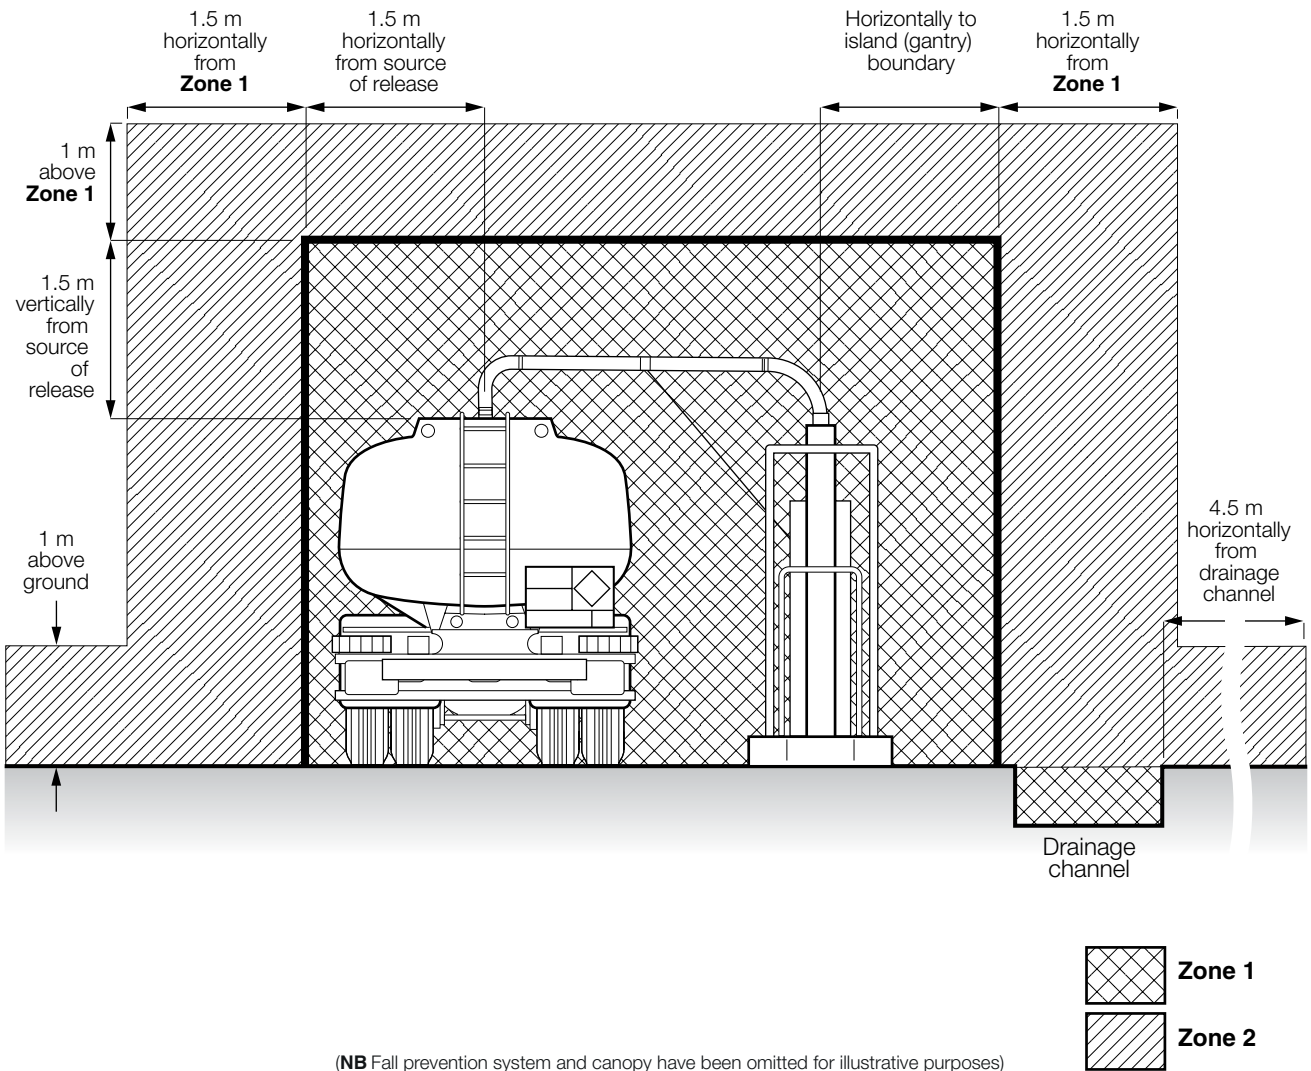 1.5 m
horizontally
from
Zone 1
1.5 m
horizontally
from source
of release
Horizontally to
island (gantry)
boundary
1.5 m
horizontally
from
Zone 1
1 m
above
Zone 1
1.5 m
vertically
from
source
of
release
1 m
above
ground
4.5 m
horizontally
from
drainage
channel
Drainage
channel
Zone 1
Zone 2
(NB Fall prevention system and canopy have been omitted for illustrative purposes)